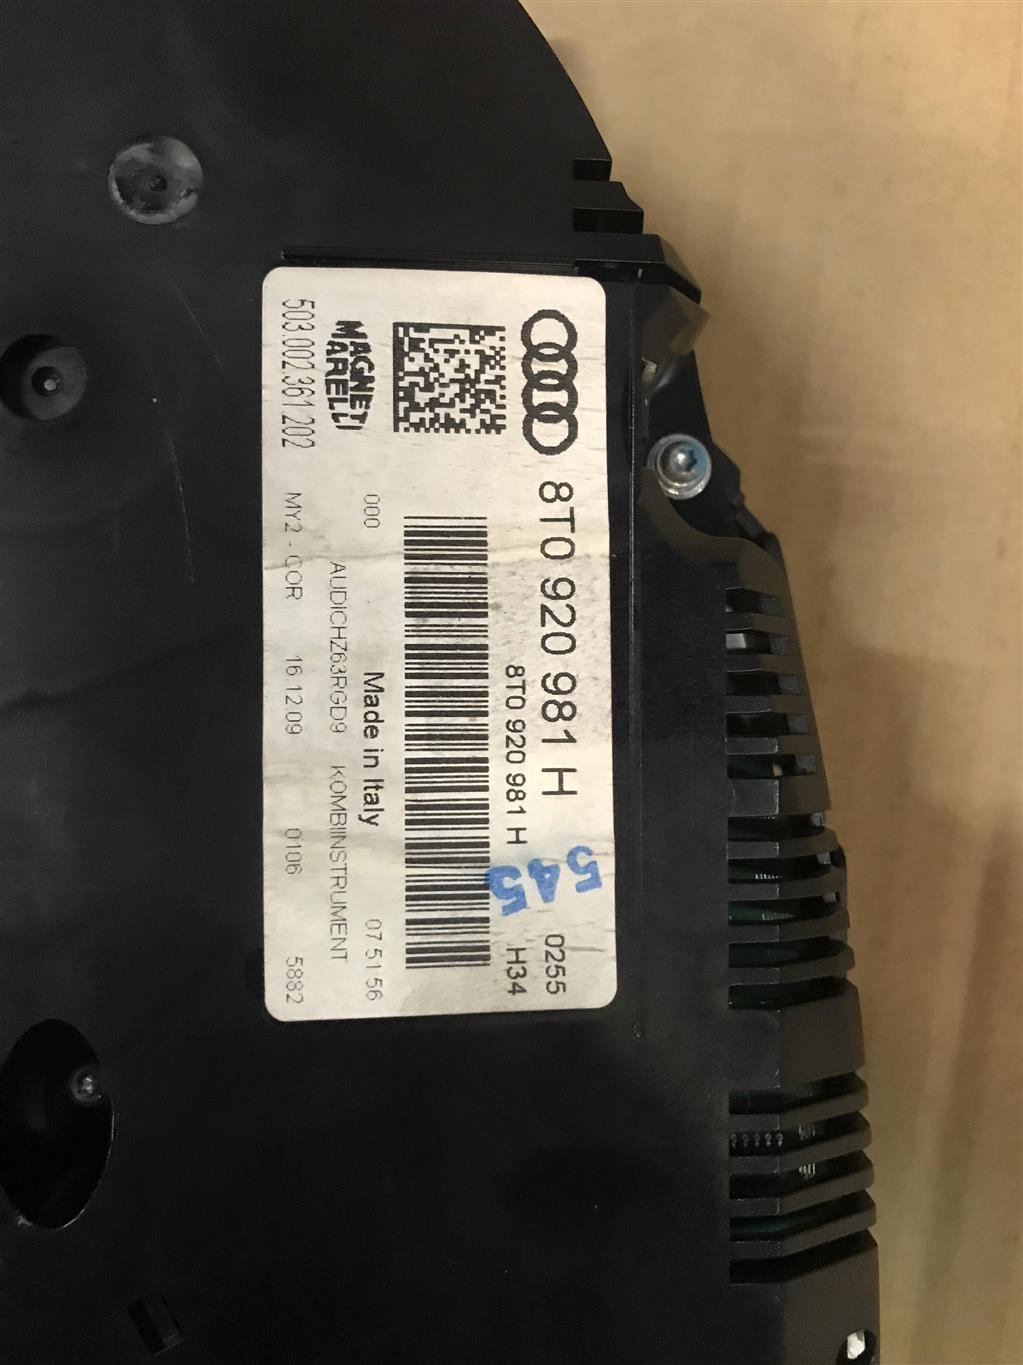 8T0 920 981 H 0255
8T0 920 981 H H34
545
545
000 Made in Italy 07 51 56
MAGNETI
MARELLI
AUDICHZ63RGD9 KOMBIINSTRUMENT
503.002.361.202 MY2 - COR 16 12 09 0106 5882